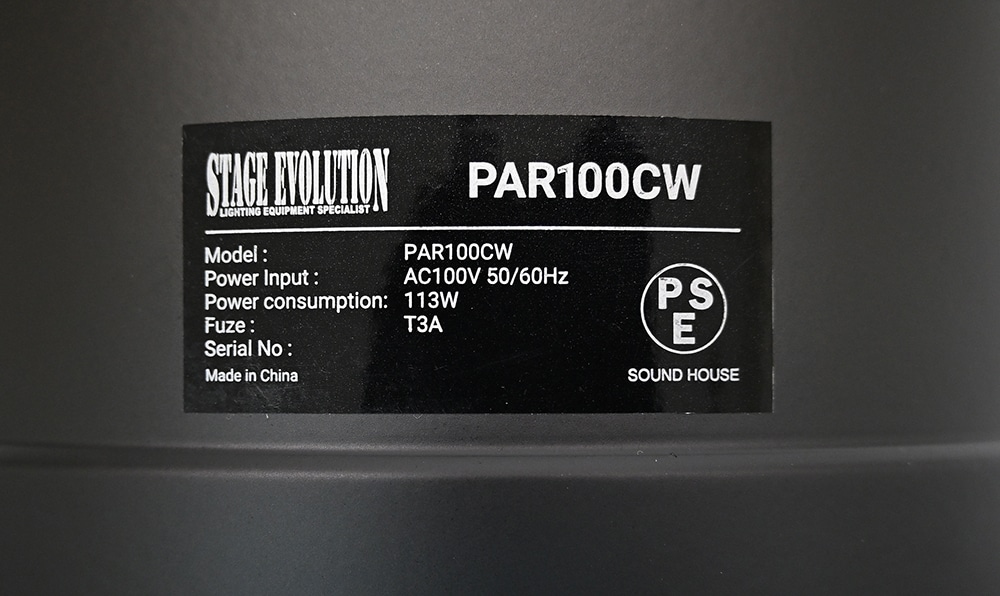 STAGE EVOLUTION
LIGHTING EQUIPMENT SPECIALIST
PAR100CW
Model : PAR100CW
Power Input : AC100V 50/60Hz
Power consumption: 113W
Fuze : T3A
Serial No :
Made in China
P S
E
SOUND HOUSE